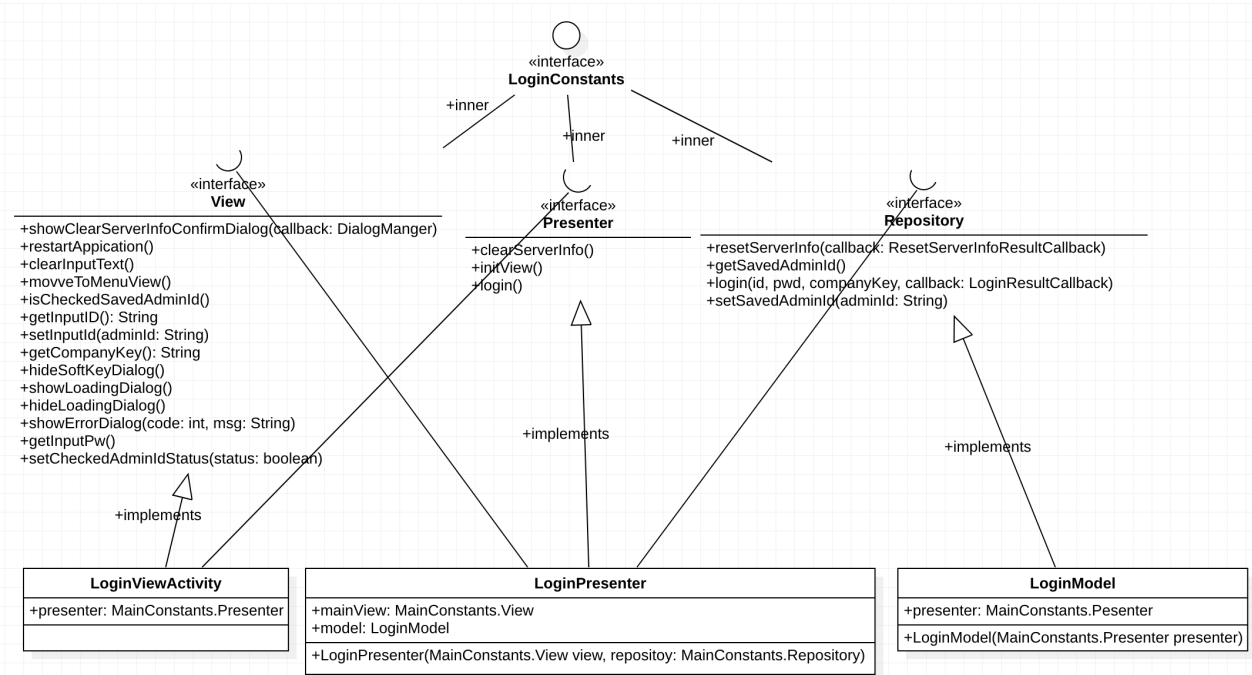 «interface»
LoginConstants
+inner
+inner
+inner
«interface»
View
+showClearServerInfoConfirmDialog(callback: DialogManger)
+restartAppication()
+clearInputText()
+movveToMenuView()
+isCheckedSavedAdminId()
+getInputID(): String
+setInputId(adminId: String)
+getCompanyKey(): String
+hideSoftKeyDialog()
+showLoadingDialog()
+hideLoadingDialog()
+showErrorDialog(code: int, msg: String)
+getInputPw()
+setCheckedAdminIdStatus(status: boolean)
«interface»
Presenter
+clearServerInfo()
+initView()
+login()
«interface»
Repository
+resetServerInfo(callback: ResetServerInfoResultCallback)
+getSavedAdminId()
+login(id, pwd, companyKey, callback: LoginResultCallback)
+setSavedAdminId(adminId: String)
+implements
+implements
+implements
LoginViewActivity
+presenter: MainConstants.Presenter
LoginPresenter
+mainView: MainConstants.View
+model: LoginModel
+LoginPresenter(MainConstants.View view, repositoy: MainConstants.Repository)
LoginModel
+presenter: MainConstants.Pesenter
+LoginModel(MainConstants.Presenter presenter)